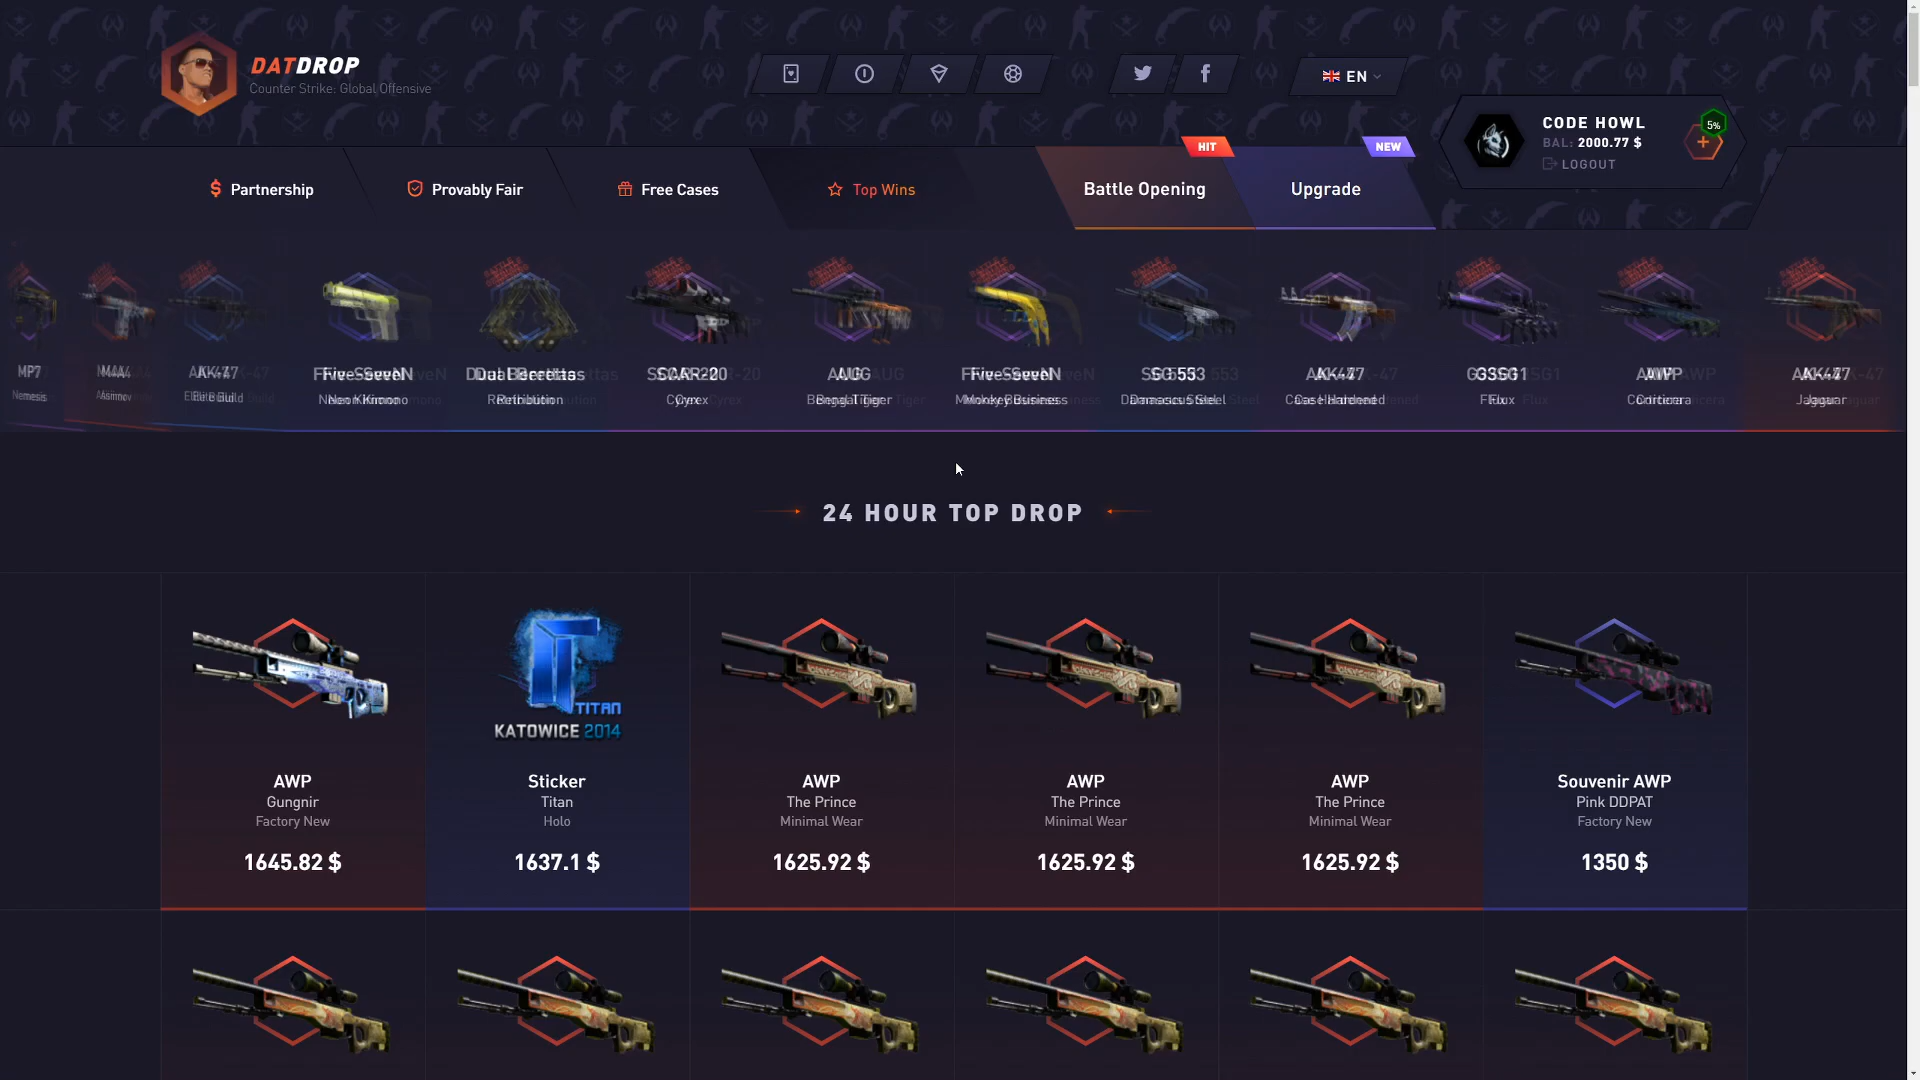 DATDROP
Counter Strike: Global Offensive
EN
CODE HOWL
BAL: 2000.77 $
LOGOUT
5%
HIT
NEW
Partnership
Provably Fair
Free Cases
Top Wins
Battle Opening
Upgrade
MP7
M4A4
AK-47
Five-SeveN
Dual Berettas
SCAR-20
AUG
Five-SeveN
SG 553
AK-47
G3SG1
AWP
AK-47
Nemesis
Asiimov
Elite Build
Neon Kimono
Retribution
Cyrex
Bengal Tiger
Monkey Business
Damascus Steel
Case Hardened
Flux
Corticera
Jaguar
24 HOUR TOP DROP
TITAN
KATOWICE 2014
AWP
Gungnir
Factory New
1645.82 $
Sticker
Titan
Holo
1637.1 $
AWP
The Prince
Minimal Wear
1625.92 $
AWP
The Prince
Minimal Wear
1625.92 $
AWP
The Prince
Minimal Wear
1625.92 $
Souvenir AWP
Pink DDPAT
Factory New
1350 $